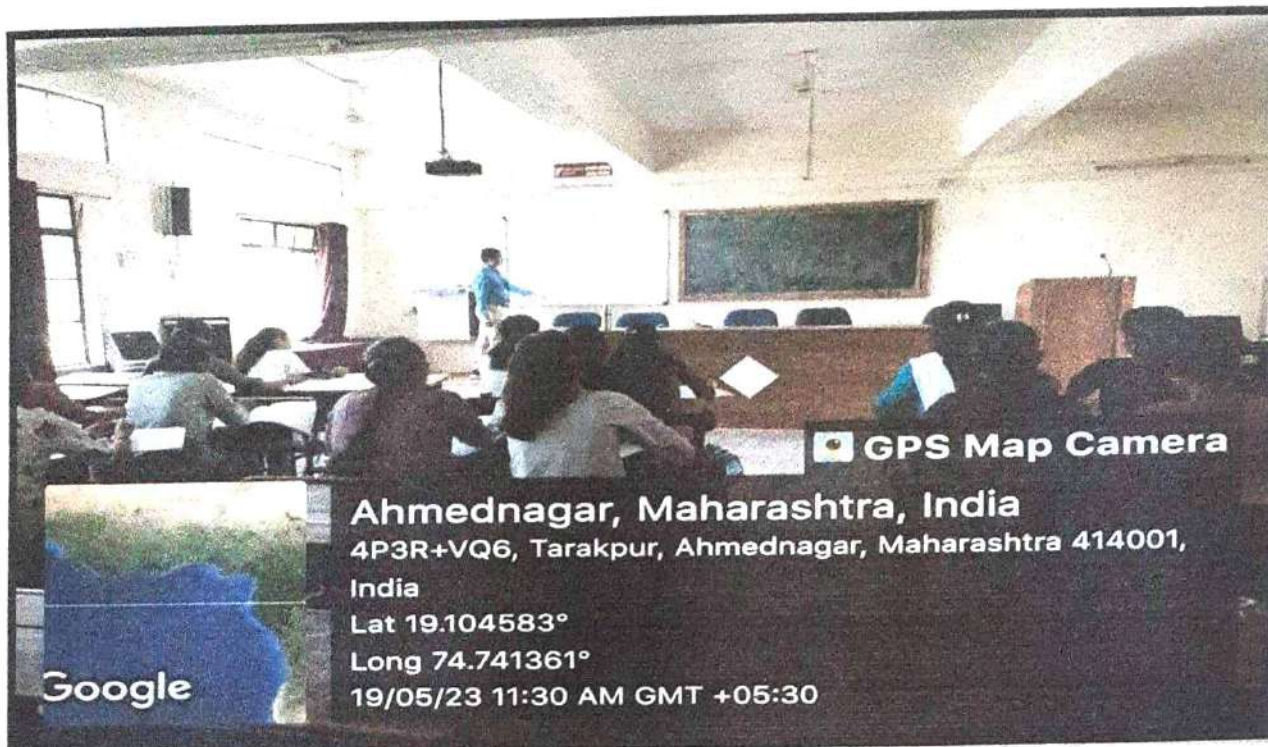 GPS Map Camera
Ahmednagar, Maharashtra, India
4P3R+VQ6, Tarakpur, Ahmednagar, Maharashtra 414001,
India
Lat 19.104583°
Long 74.741361°
19/05/23 11:30 AM GMT +05:30
Google